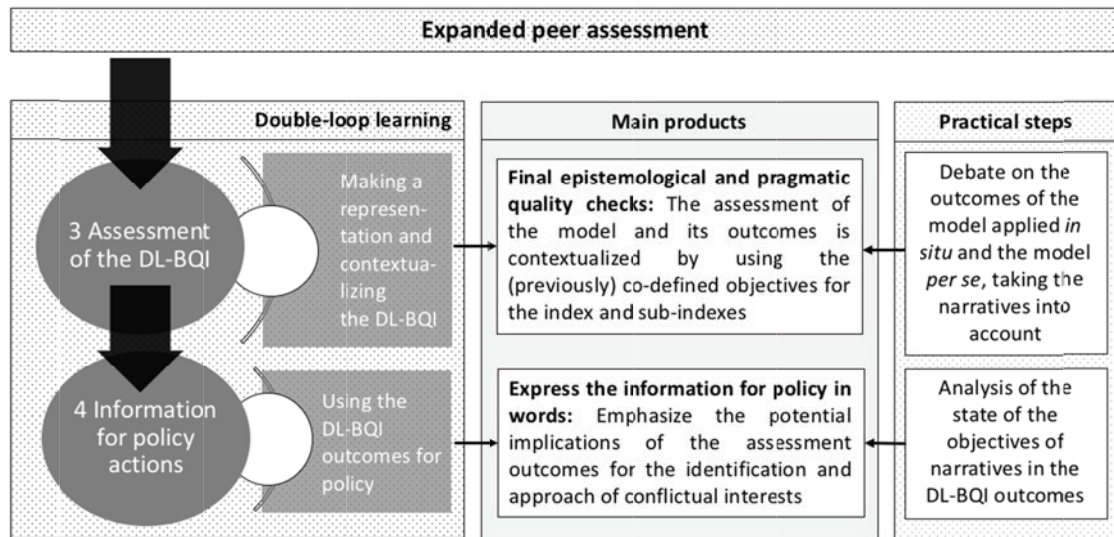 Expanded peer assessment
Double-loop learning
Main products
Practical steps
3 Assessment
of the DL-BQI
Making a
represen-
tation and
contextua-
lizing
the DL-BQI
Final epistemological and pragmatic
quality checks: The assessment of
the model and its outcomes is
contextualized by using the
(previously) co-defined objectives for
the index and sub-indexes
Debate on the
outcomes of the
model applied in
situ and the model
per se, taking the
narratives into
account
4 Information
for policy
actions
Using the
DL-BQI
outcomes for
policy
Express the information for policy in
words: Emphasize the potential
implications of the assessment
outcomes for the identification and
approach of conflictual interests
Analysis of the
state of the
objectives of
narratives in the
DL-BQI outcomes